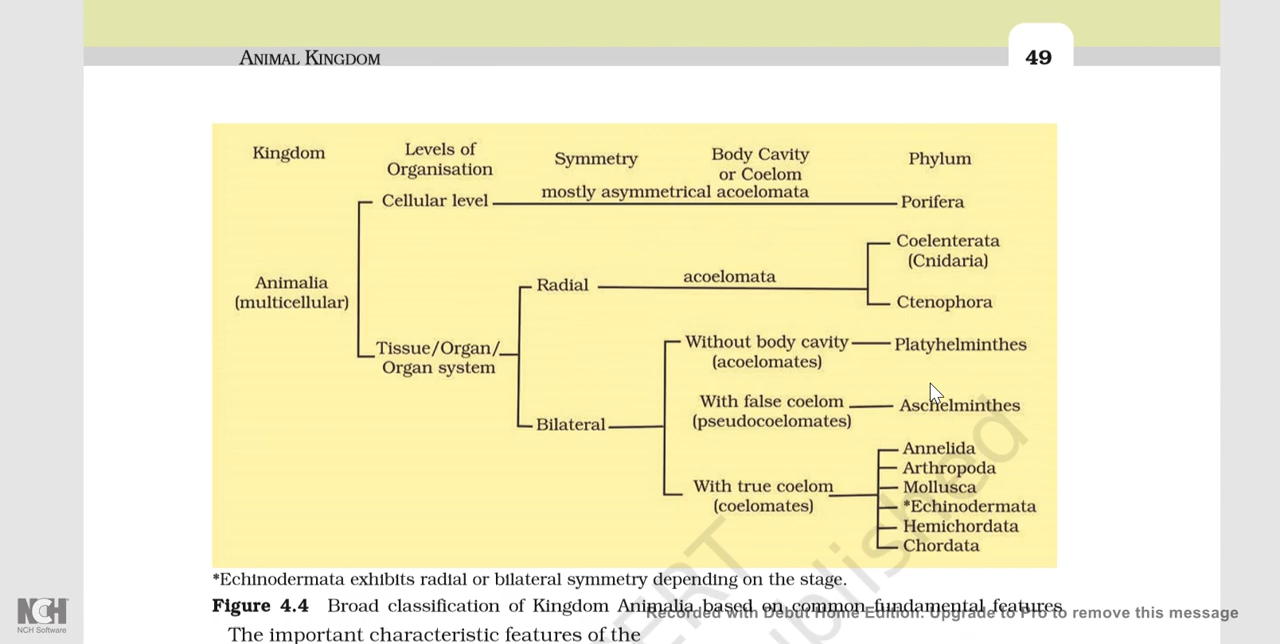 ANIMAL KINGDOM
49
Kingdom
Levels of
Organisation
Symmetry
Body Cavity
or Coelom
Phylum
Cellular level
mostly asymmetrical acoelomata
Porifera
Animalia
(multicellular)
Radial
acoelomata
Coelenterata
(Cnidaria)
Ctenophora
Tissue/Organ/
Organ system
Bilateral
Without body cavity
(acoelomates)
Platyhelminthes
With false coelom
(pseudocoelomates)
Aschelminthes
With true coelom
(coelomates)
Annelida
Arthropoda
Mollusca
*Echinodermata
Hemichordata
Chordata
*Echinodermata exhibits radial or bilateral symmetry depending on the stage.
Figure 4.4 Broad classification of Kingdom Animalia based on common fundamental features
Recorded with Debut Home Edition. Upgrade to Pro to remove this message
The important characteristic features of the
NCH
NCH Software